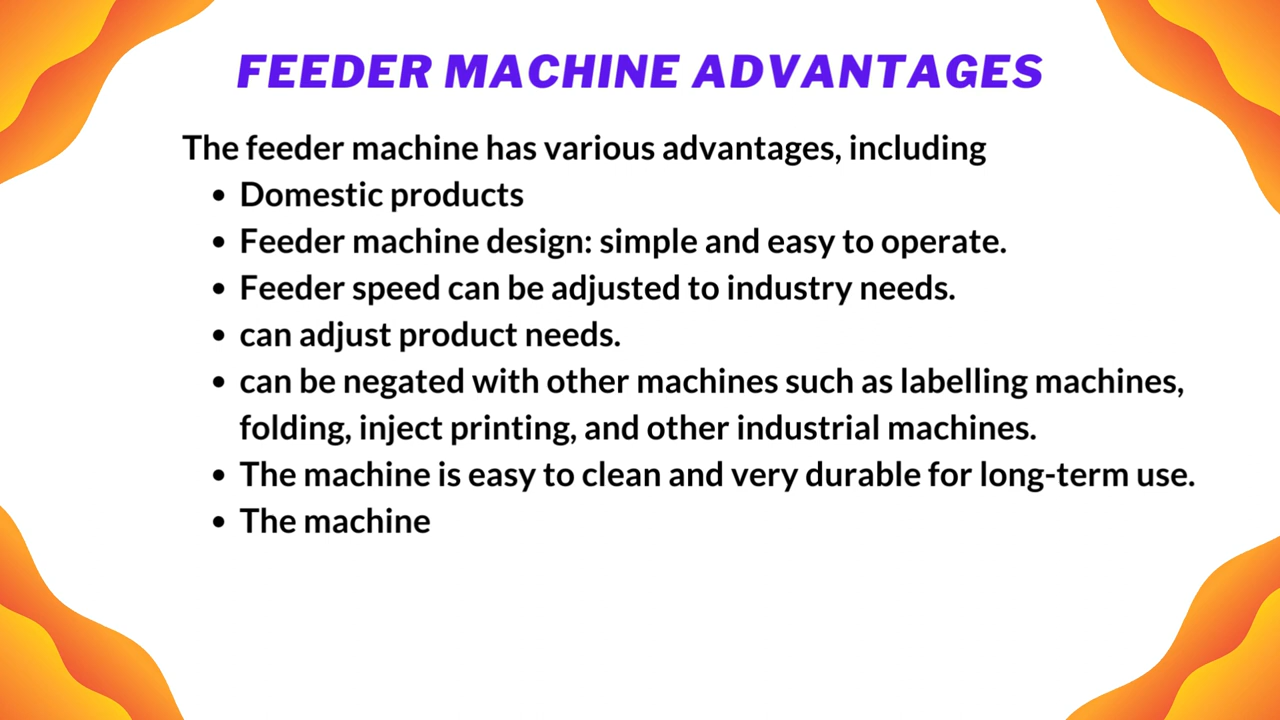 FEEDER MACHINE ADVANTAGES
The feeder machine has various advantages, including
• Domestic products
• Feeder machine design: simple and easy to operate.
• Feeder speed can be adjusted to industry needs.
• can adjust product needs.
• can be negated with other machines such as labelling machines,
folding, inject printing, and other industrial machines.
• The machine is easy to clean and very durable for long-term use.
• The machine